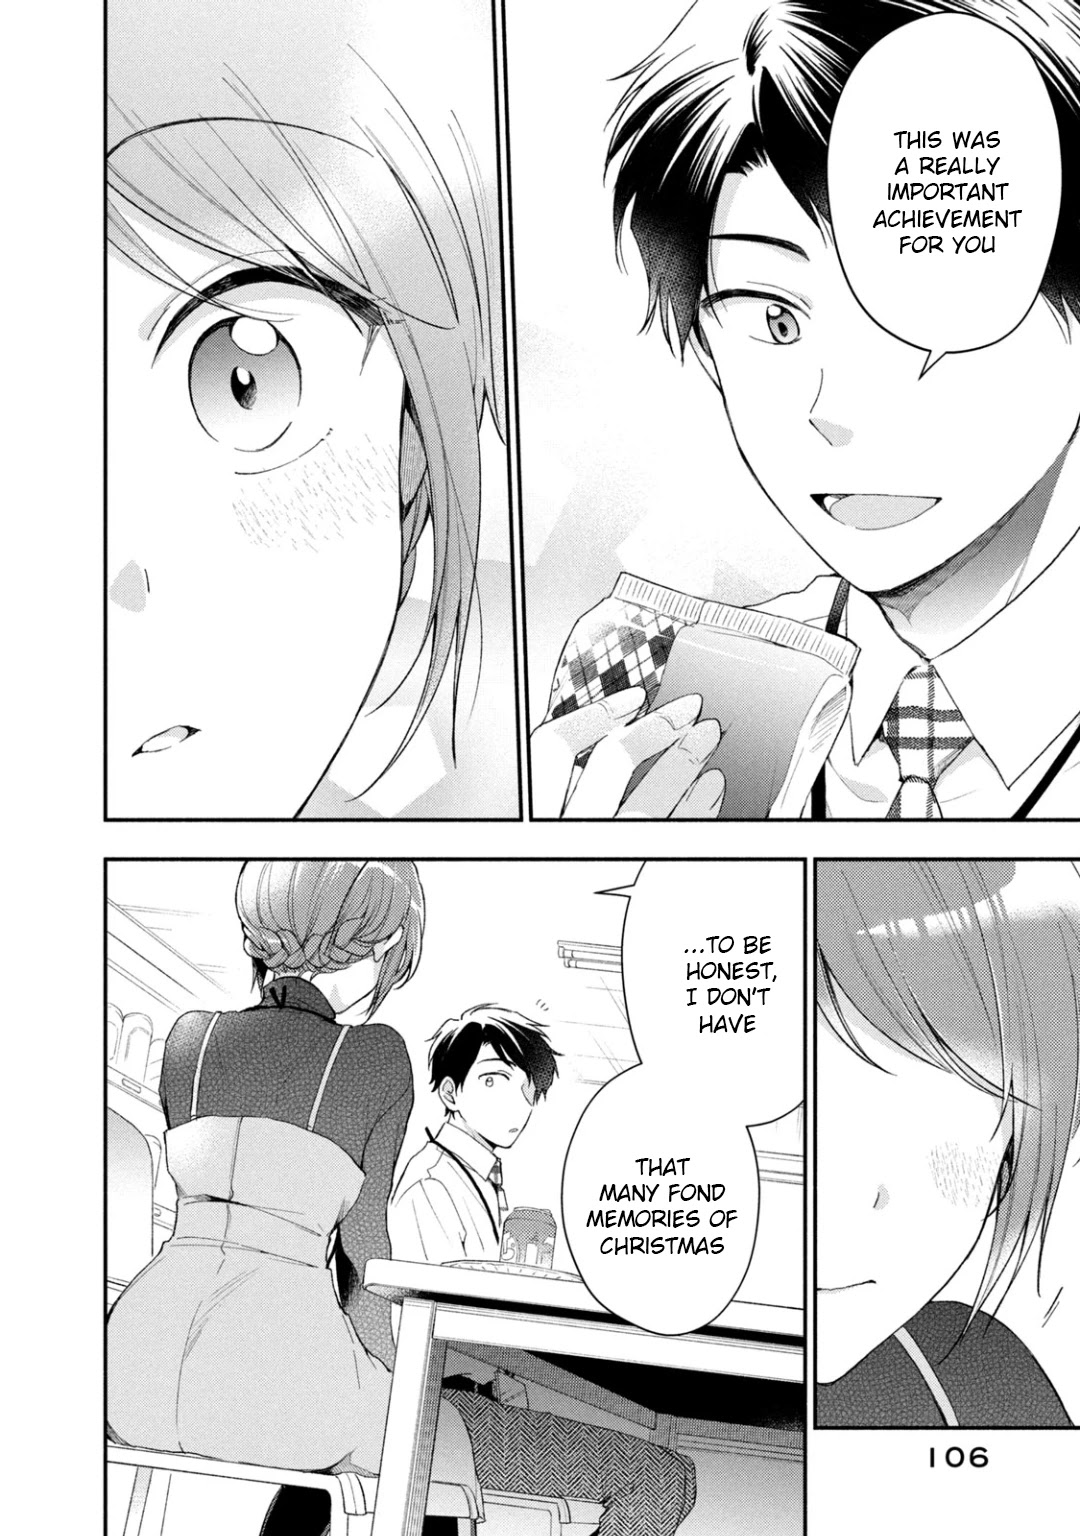 THIS WAS
A REALLY
IMPORTANT
ACHIEVEMENT
FOR YOU
...TO BE
HONEST,
I DON'T
HAVE
THAT
MANY FOND
MEMORIES OF
CHRISTMAS
106